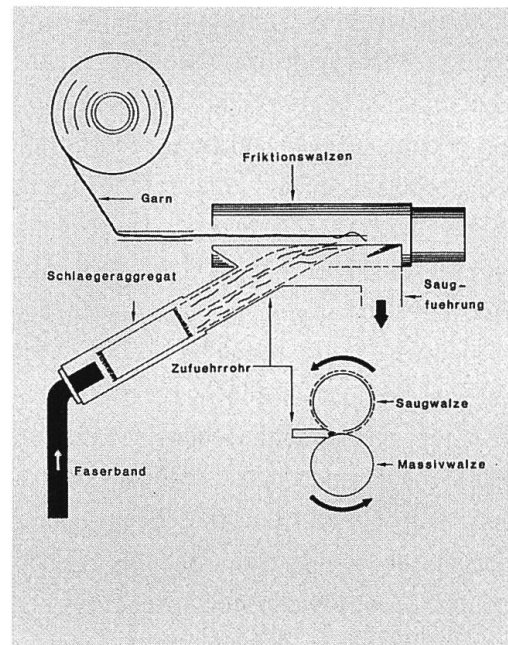 Friktionswalzen
Garn
Schlaegeraggregat
Saug-
fuehrung
Zufuehrrohr
Saugwalze
Faserband
Massivwalze